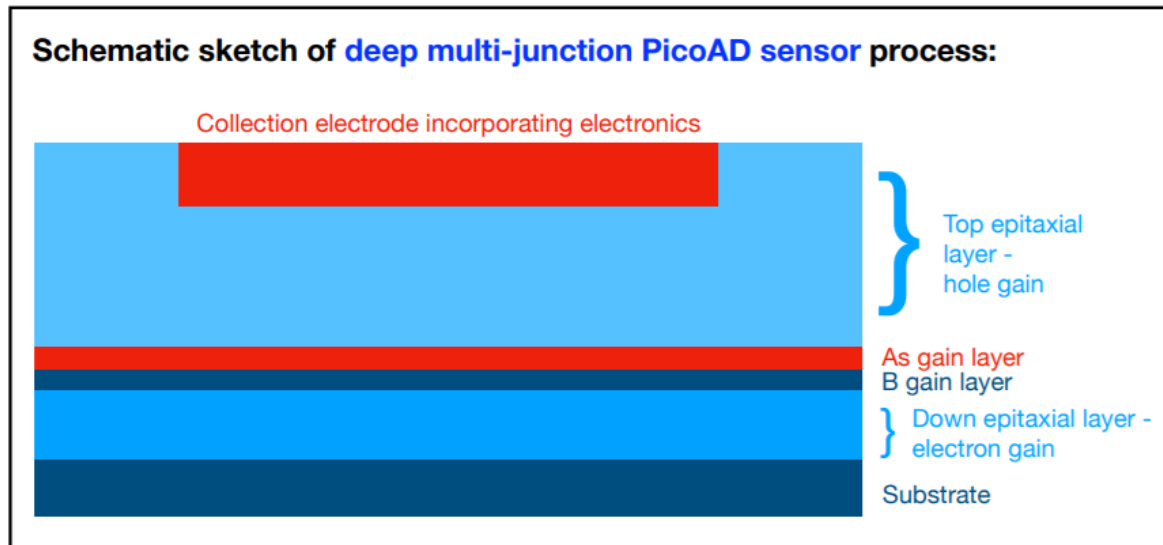 Schematic sketch of deep multi-junction PicoAD sensor process:
Collection electrode incorporating electronics
Top epitaxial
layer -
hole gain
As gain layer
B gain layer
Down epitaxial layer -
electron gain
Substrate